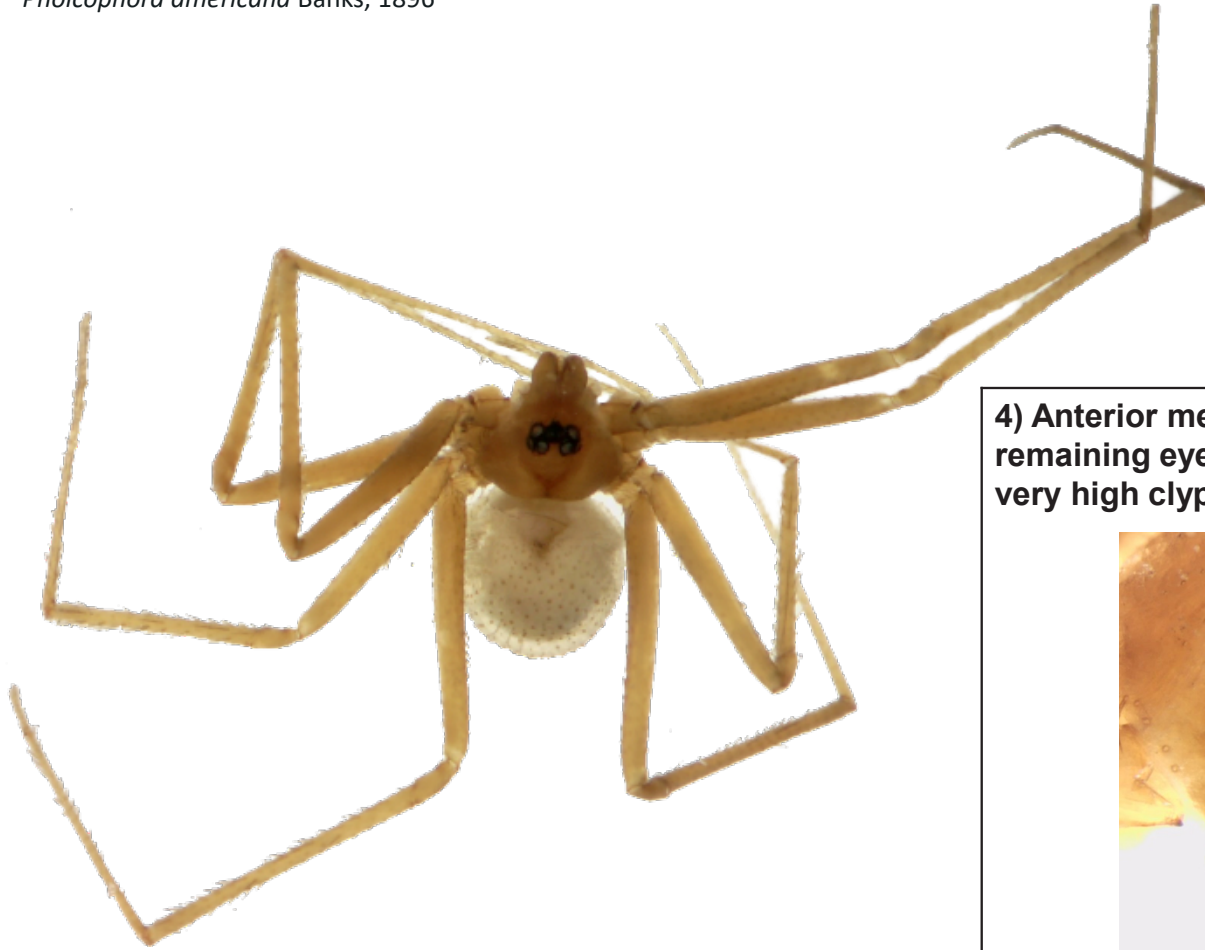 Pholcophora americana Banks, 1896
4) Anterior me
remaining eye
very high clyp